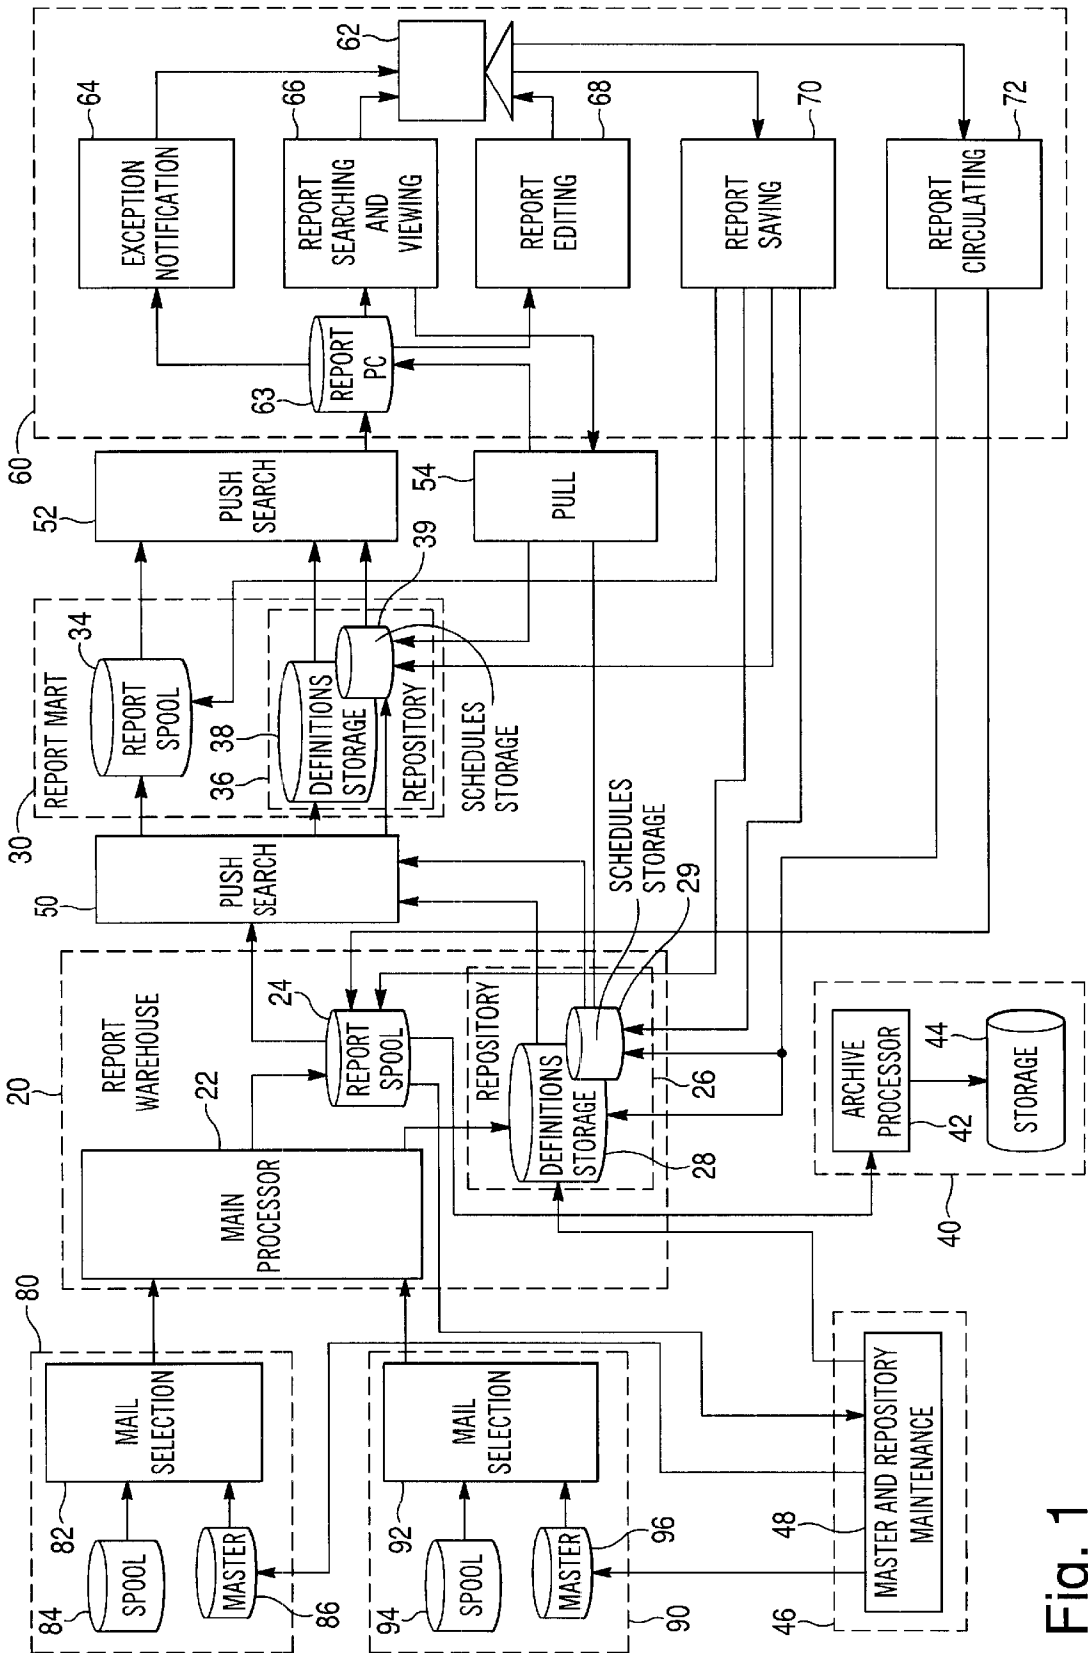 80
82
MAIL
SELECTION
84
SPOOL
MASTER
86
92
MAIL
SELECTION
94
SPOOL
MASTER
96
90
46
48
MASTER AND REPOSITORY
MAINTENANCE
20
REPORT
WAREHOUSE
22
MAIN
PROCESSOR
24
REPORT
SPOOL
REPOSITORY
DEFINITIONS
STORAGE
26
28
SCHEDULES
STORAGE
29
ARCHIVE
PROCESSOR
42
44
STORAGE
40
50
PUSH
SEARCH
30
REPORT MART
34
REPORT
SPOOL
36
38
DEFINITIONS
STORAGE
REPOSITORY
39
SCHEDULES
STORAGE
52
PUSH
SEARCH
54
PULL
60
63
REPORT
PC
64
EXCEPTION
NOTIFICATION
66
REPORT
SEARCHING
AND
VIEWING
62
68
REPORT
EDITING
70
REPORT
SAVING
72
REPORT
CIRCULATING
Fig. 1